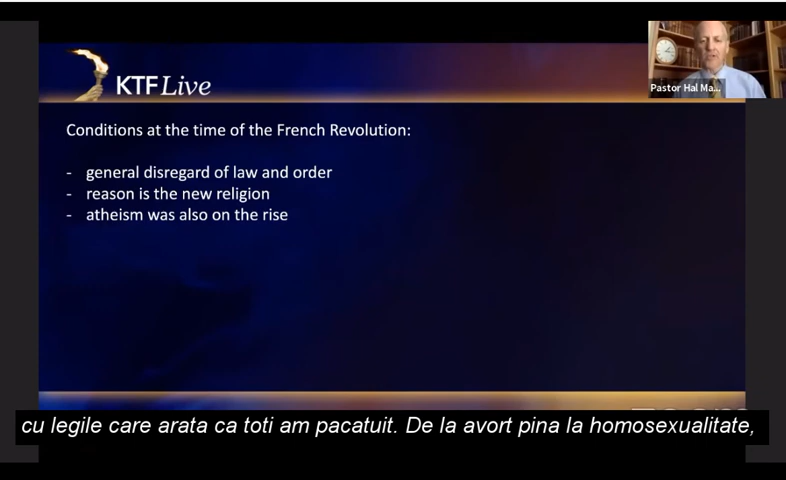 KTF Live
Pastor Hal Ma...
Conditions at the time of the French Revolution:
- general disregard of law and order
- reason is the new religion
- atheism was also on the rise
cu legile care arata ca toti am pacatuit. De la avort pina la homosexualitate,